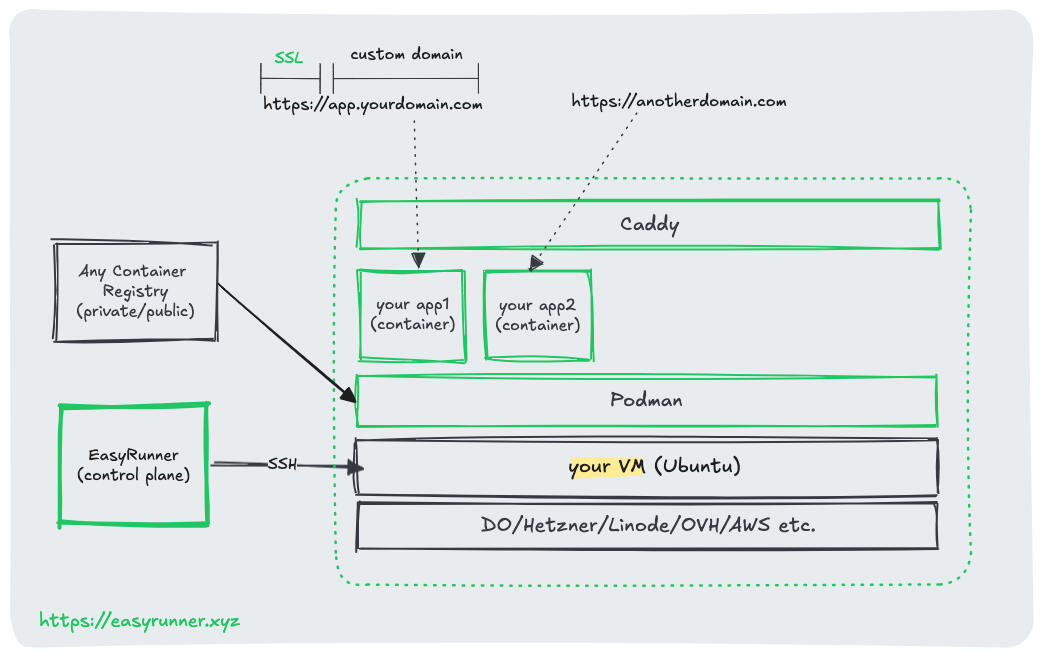 SSL
custom domain
https://app.yourdomain.com
https://anotherdomain.com
Caddy
Any Container
Registry
(private/public)
your app1
(container)
your app2
(container)
Podman
EasyRunner
(control plane)
SSH
your VM (Ubuntu)
DO/Hetzner/Linode/OVH/AWS etc.
https://easyrunner.xyz